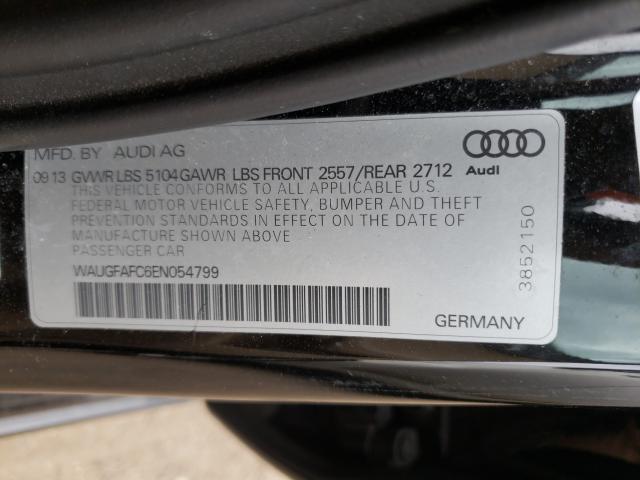 MFD. BY AUDI AG
Audi
09 13 GVWR LBS 5104 GAWR LBS FRONT 2557/REAR 2712
THIS VEHICLE CONFORMS TO ALL APPLICABLE U.S.
FEDERAL MOTOR VEHICLE SAFETY, BUMPER AND THEFT
PREVENTION STANDARDS IN EFFECT ON THE DATE OF
MANUFACTURE SHOWN ABOVE
PASSENGER CAR
WAUGFAFC6EN054799
3852150
GERMANY